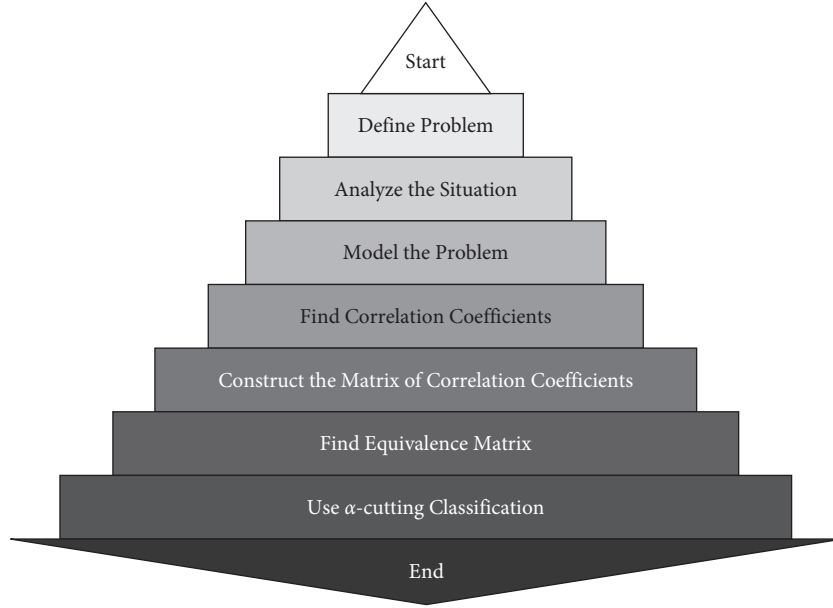 Start
Define Problem
Analyze the Situation
Model the Problem
Find Correlation Coefficients
Construct the Matrix of Correlation Coefficients
Find Equivalence Matrix
Use α-cutting Classification
End